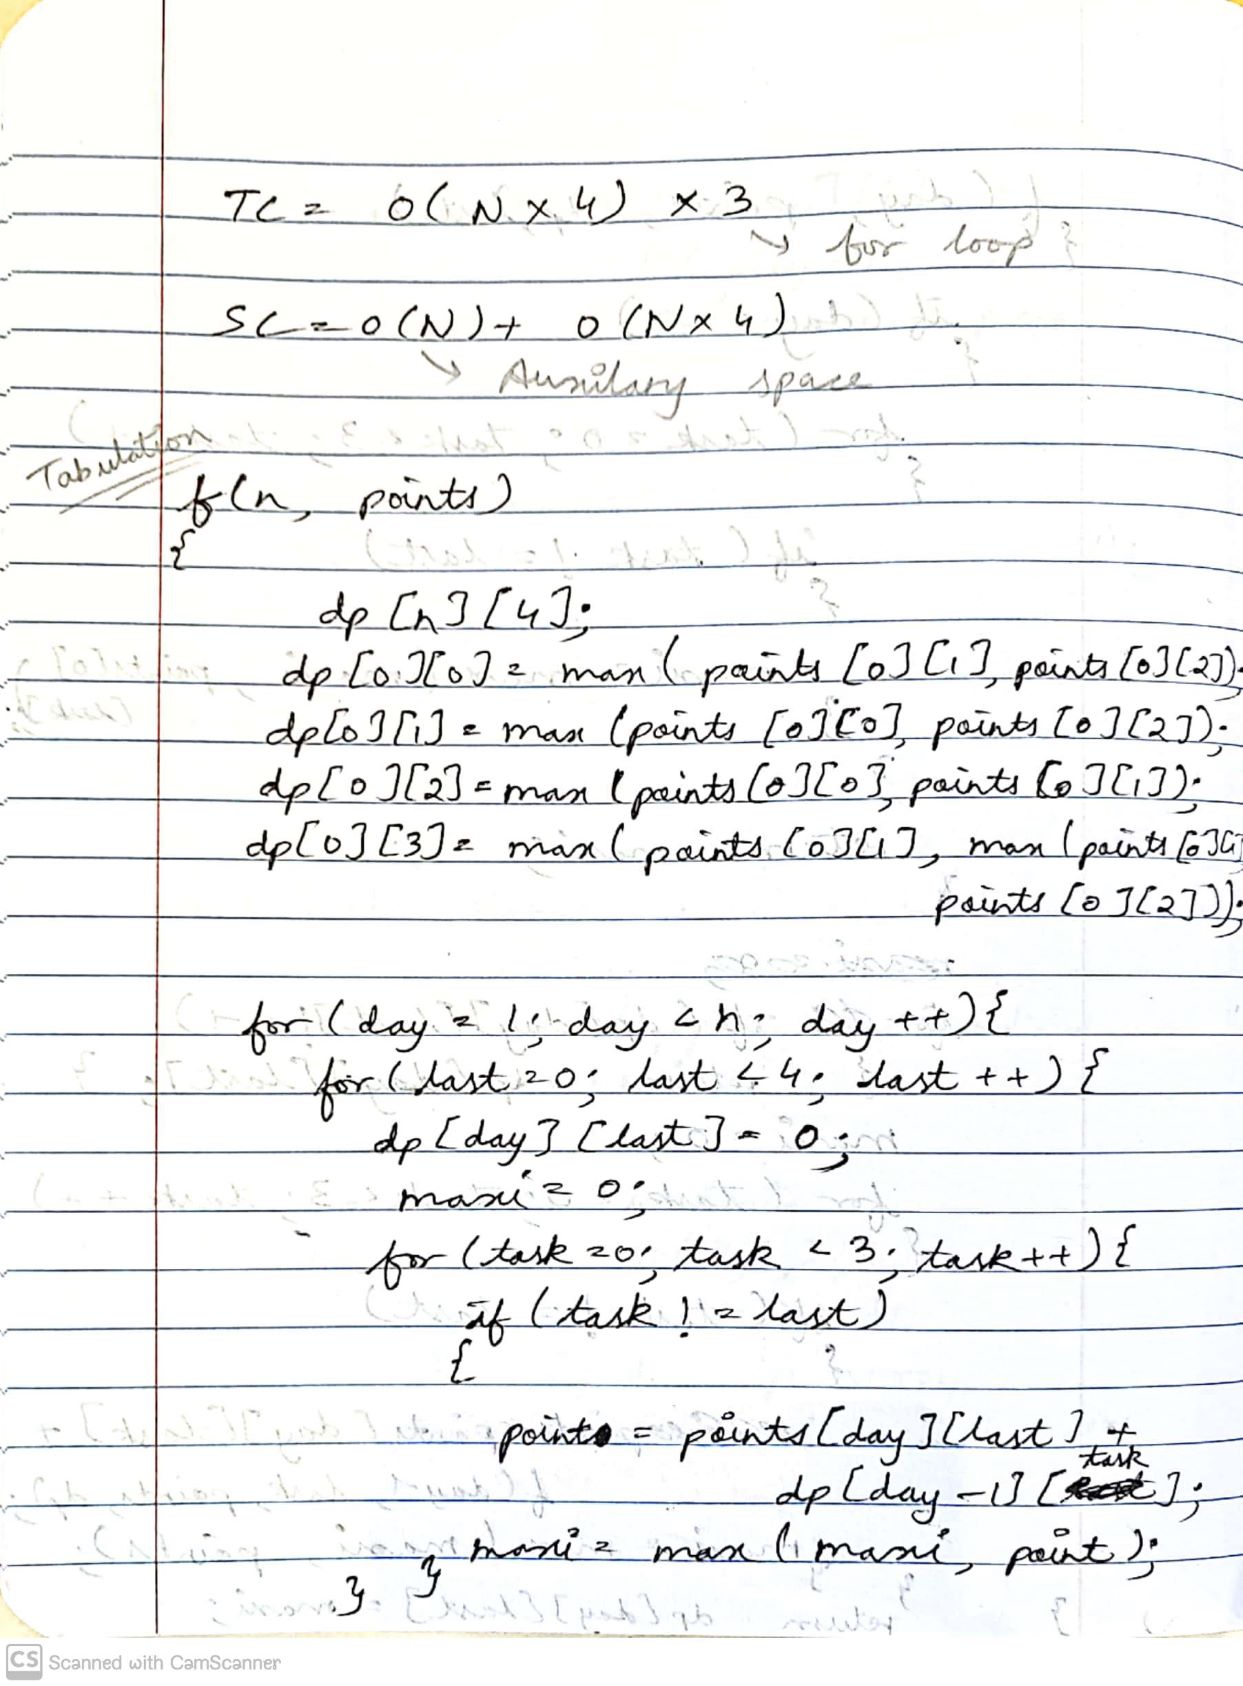 TC = O(N x 4) x 3
↘ for loop
SC = O(N) + O(N x 4)
↘ Auxilary space
Tabulation
f(n, points)
{
dp [n][4];
dp [0][0] = max ( points [0][1], points [0][2]);
dp[0][1] = max (points [0][0], points [0][2]);
dp[0][2] = max (points [0][0], points [0][1]);
dp[0][3] = max ( points [0][1], max (points [0]
points [0][2]));
for ( day = 1; day < n; day ++) {
for ( last = 0; last < 4; last ++) {
dp [day] [last] = 0;
maxi = 0;
for (task = 0; task < 3; task++) {
if ( task != last)
{
point = points [day][last] +
dp [day -1] [task];
maxi = max ( maxi, point );
} }
CS Scanned with CamScanner